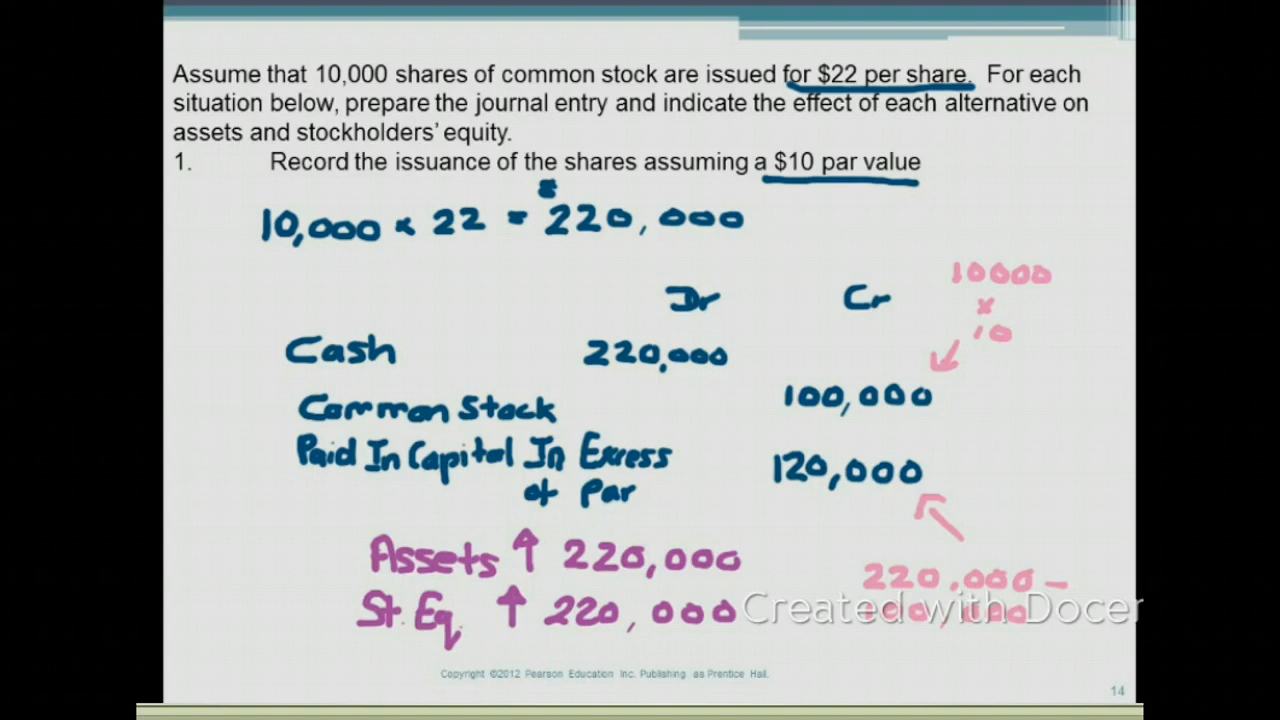 Assume that 10,000 shares of common stock are issued for $22 per share. For each
situation below, prepare the journal entry and indicate the effect of each alternative on
assets and stockholders' equity.
1. Record the issuance of the shares assuming a $10 par value
10,000 × 22 = 220,000
Dr Cr
10000
×
10
Cash 220,000
Common Stock 100,000
Paid In Capital In Excess 120,000
of Par
Assets ↑ 220,000
220,000 -
St. Eq. ↑ 220,000
100,000
Created with Docer
Copyright ©2012 Pearson Education Inc. Publishing as Prentice Hall.
14